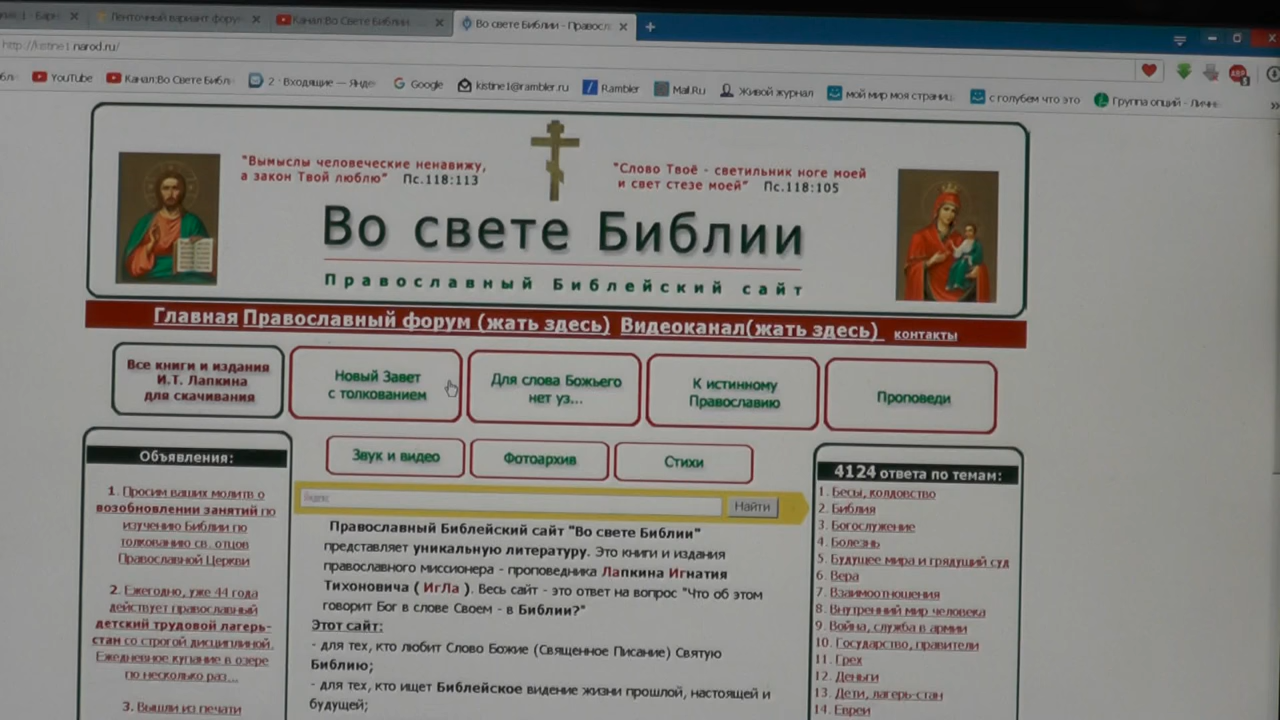 Ленточный вариант фору
Канал:Во Свете Библии
Во свете Библии - Правосл
http://kistine1.narod.ru/
YouTube
Канал:Во Свете Библ
2 · Входящие — Янде
Google
kistine1@rambler.ru
Rambler
Mail.Ru
Живой журнал
мой мир моя страниц
с голубем что это
Группа опций - Личн
"Вымыслы человеческие ненавижу,
а закон Твой люблю" Пс.118:113
"Слово Твоё - светильник ноге моей
и свет стезе моей" Пс.118:105
Во свете Библии
Православный Библейский сайт
Главная Православный форум (жать здесь) Видеоканал(жать здесь) контакты
Все книги и издания
И.Т. Лапкина
для скачивания
Новый Завет
с толкованием
Для слова Божьего
нет уз...
К истинному
Православию
Проповеди
Звук и видео
Фотоархив
Стихи
Объявления:
1. Просим ваших молитв о
возобновлении занятий по
изучению Библии по
толкованию св. отцов
Православной Церкви
2. Ежегодно, уже 44 года
действует православный
детский трудовой лагерь-
стан со строгой дисциплиной.
Ежедневное купание в озере
по несколько раз...
3. Вышли из печати
Яндекс
Найти
Православный Библейский сайт "Во свете Библии"
представляет уникальную литературу. Это книги и издания
православного миссионера - проповедника Лапкина Игнатия
Тихоновича ( ИгЛа ). Весь сайт - это ответ на вопрос "Что об этом
говорит Бог в слове Своем - в Библии?"
Этот сайт:
- для тех, кто любит Слово Божие (Священное Писание) Святую
Библию;
- для тех, кто ищет Библейское видение жизни прошлой, настоящей и
будущей;
4124 ответа по темам:
1. Бесы, колдовство
2. Библия
3. Богослужение
4. Болезнь
5. Будущее мира и грядущий суд
6. Вера
7. Взаимоотношения
8. Внутренний мир человека
9. Война, служба в армии
10. Государство, правители
11. Грех
12. Деньги
13. Дети, лагерь-стан
14. Евреи